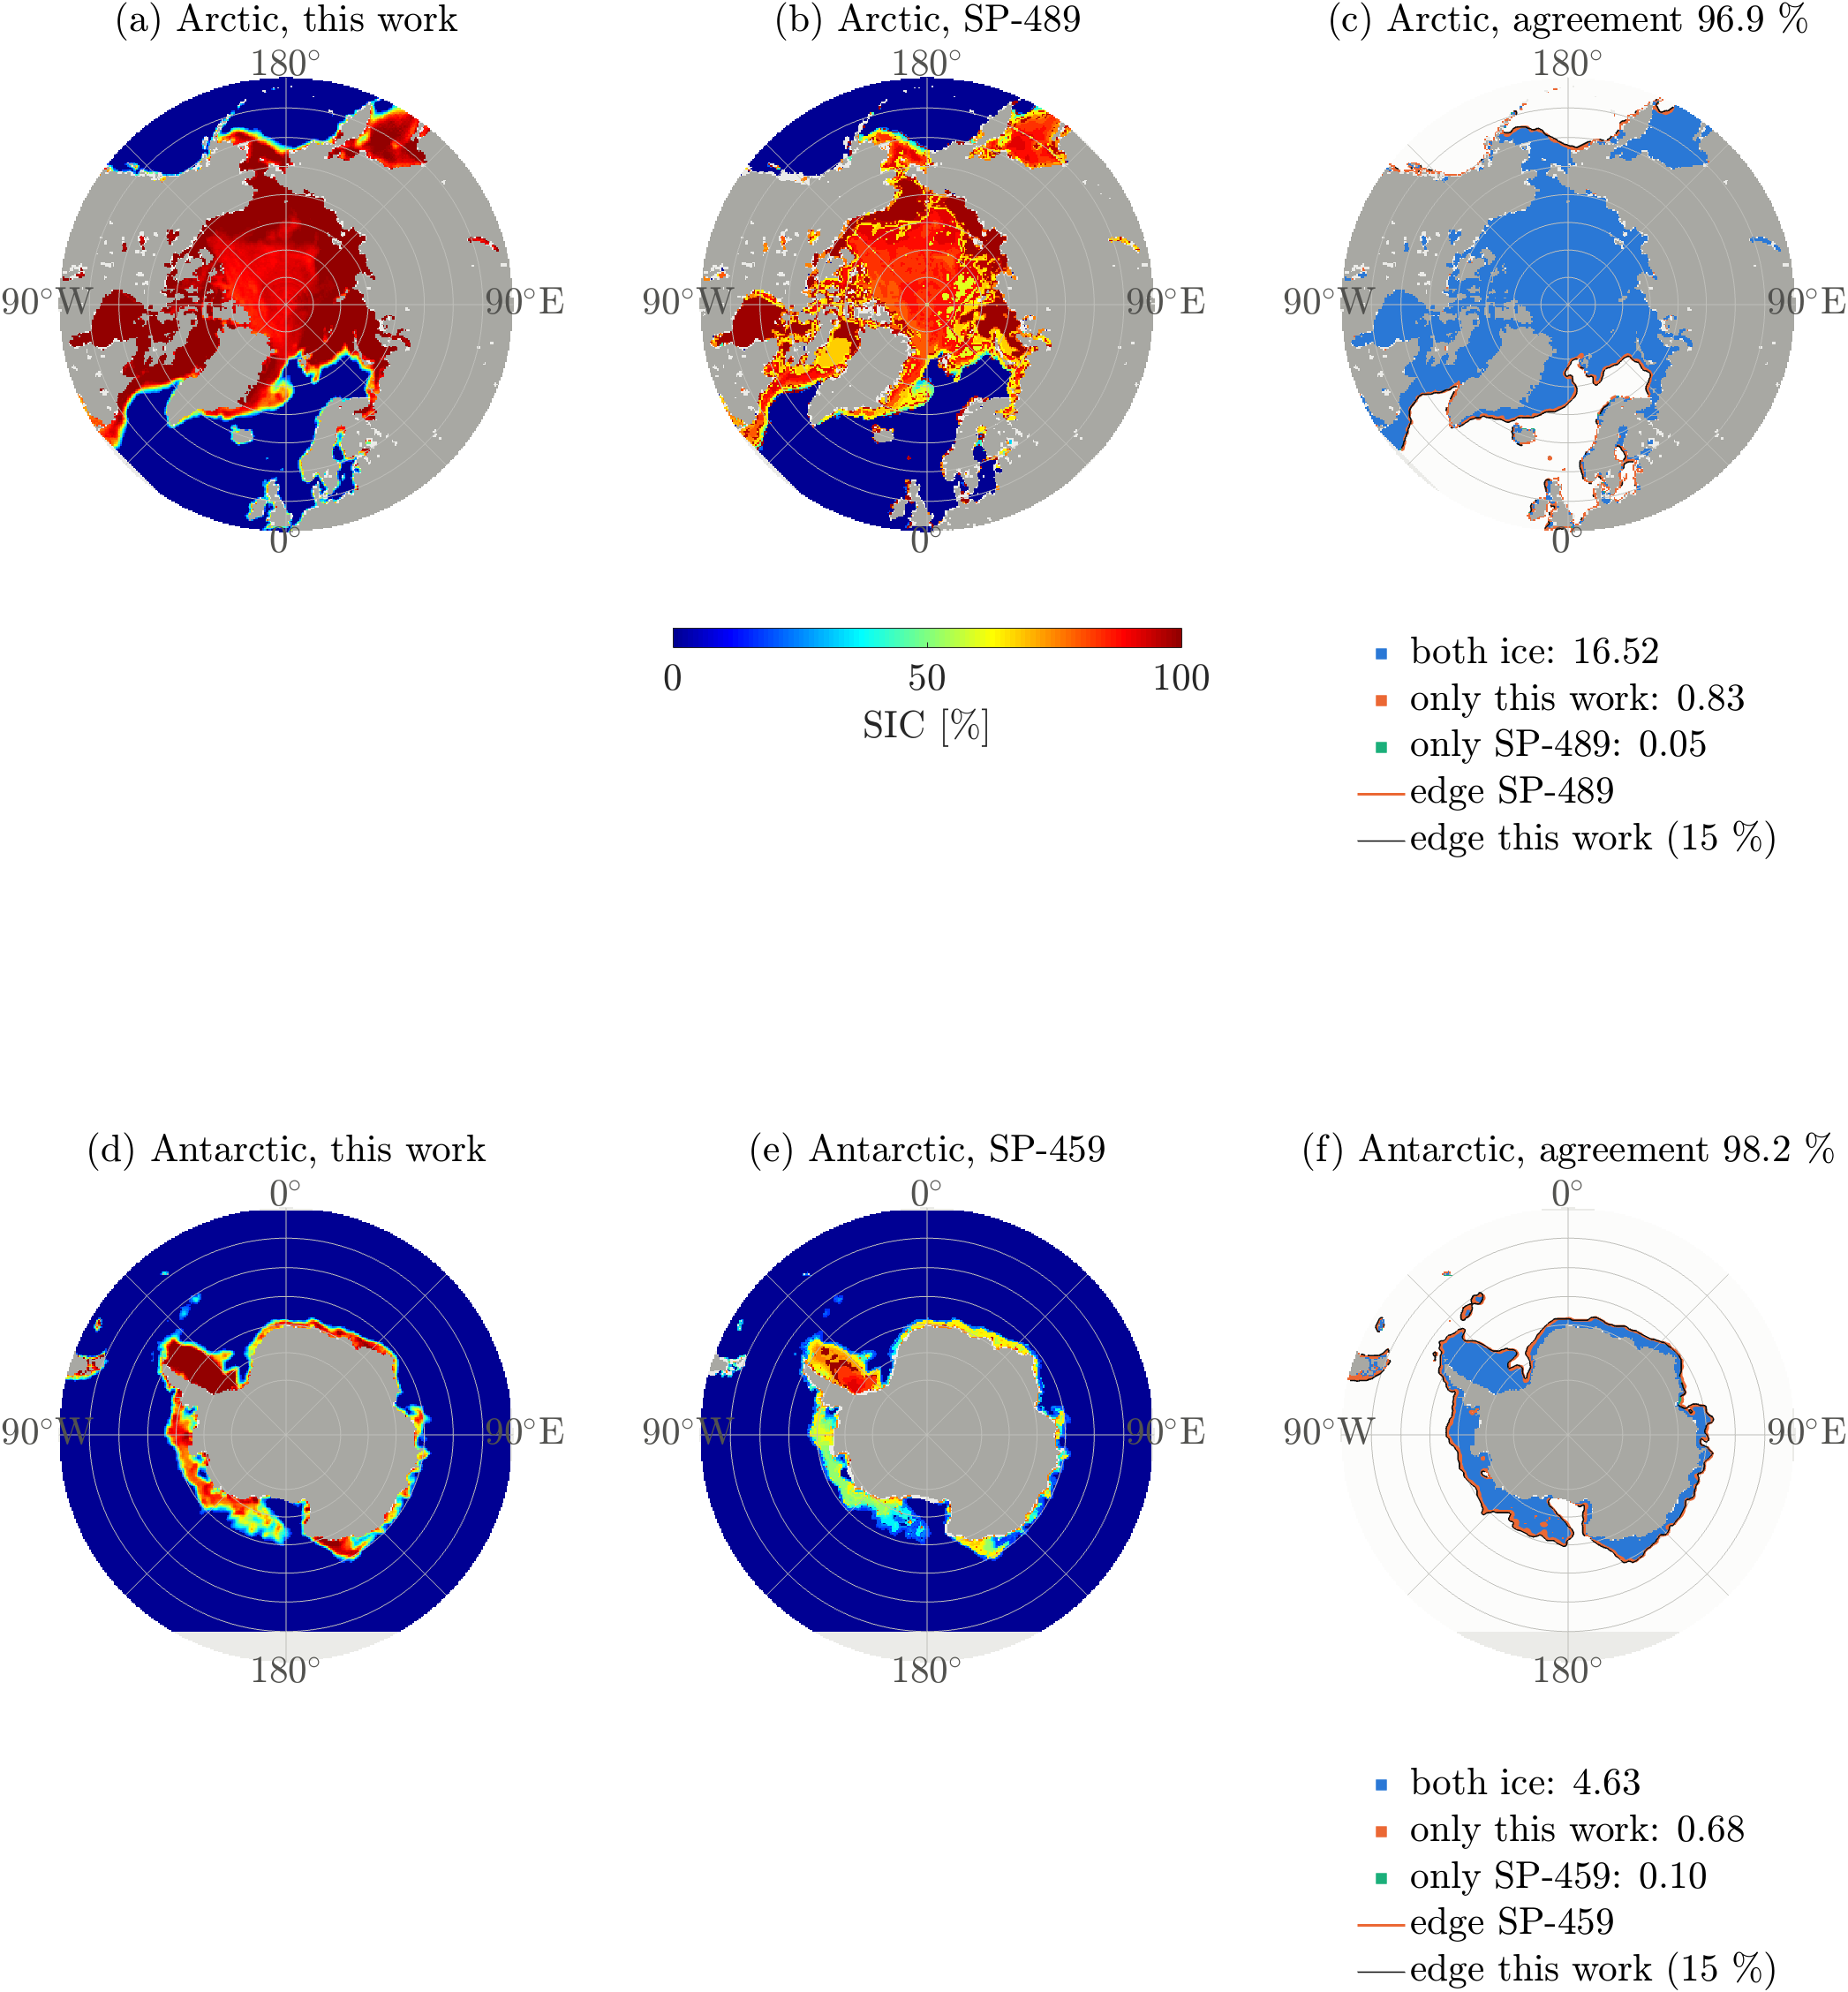 (a) Arctic, this work
(b) Arctic, SP-489
(c) Arctic, agreement 96.9 %
180°
180°
180°
90°W
90°E
90°W
90°E
90°W
90°E
0°
0°
0°
0
50
100
SIC [%]
both ice: 16.52
only this work: 0.83
only SP-489: 0.05
edge SP-489
edge this work (15 %)
(d) Antarctic, this work
(e) Antarctic, SP-459
(f) Antarctic, agreement 98.2 %
0°
0°
0°
90°W
90°E
90°W
90°E
90°W
90°E
180°
180°
180°
both ice: 4.63
only this work: 0.68
only SP-459: 0.10
edge SP-459
edge this work (15 %)